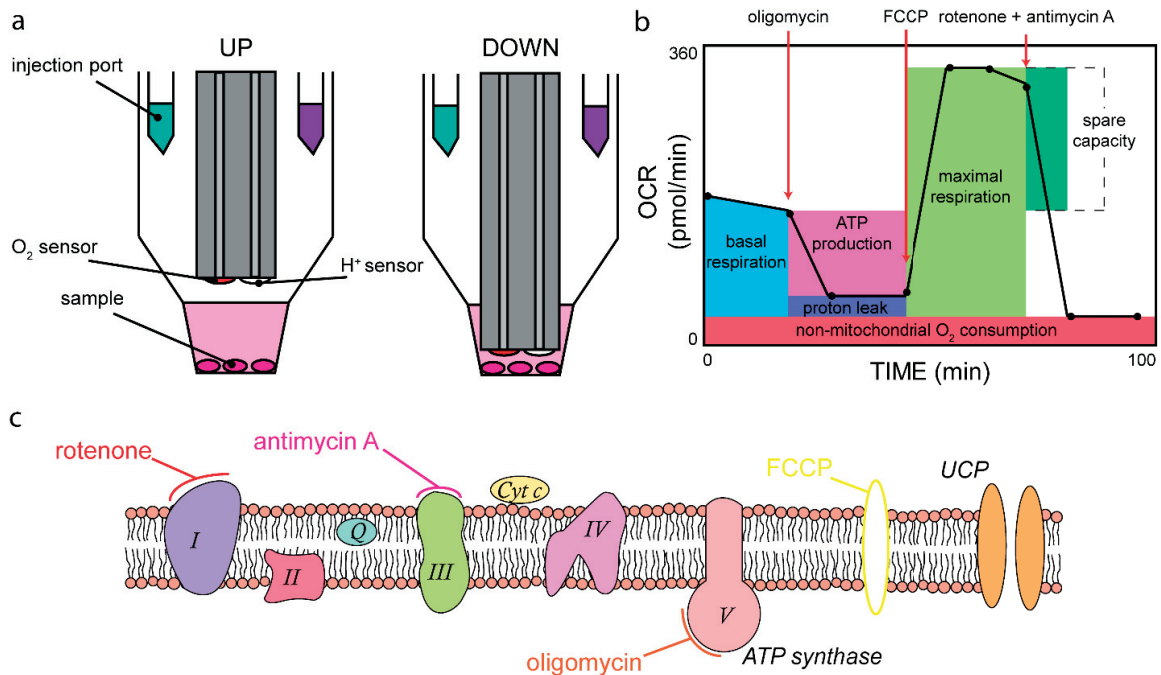 a
UP
DOWN
injection port
O₂ sensor
H⁺ sensor
sample
b
oligomycin
FCCP
rotenone + antimycin A
360
OCR
(pmol/min)
0
basal
respiration
ATP
production
proton leak
maximal
respiration
spare
capacity
non-mitochondrial O₂ consumption
0
TIME (min)
100
c
rotenone
antimycin A
Cyt c
FCCP
UCP
I
II
Q
III
IV
V
oligomycin
ATP synthase